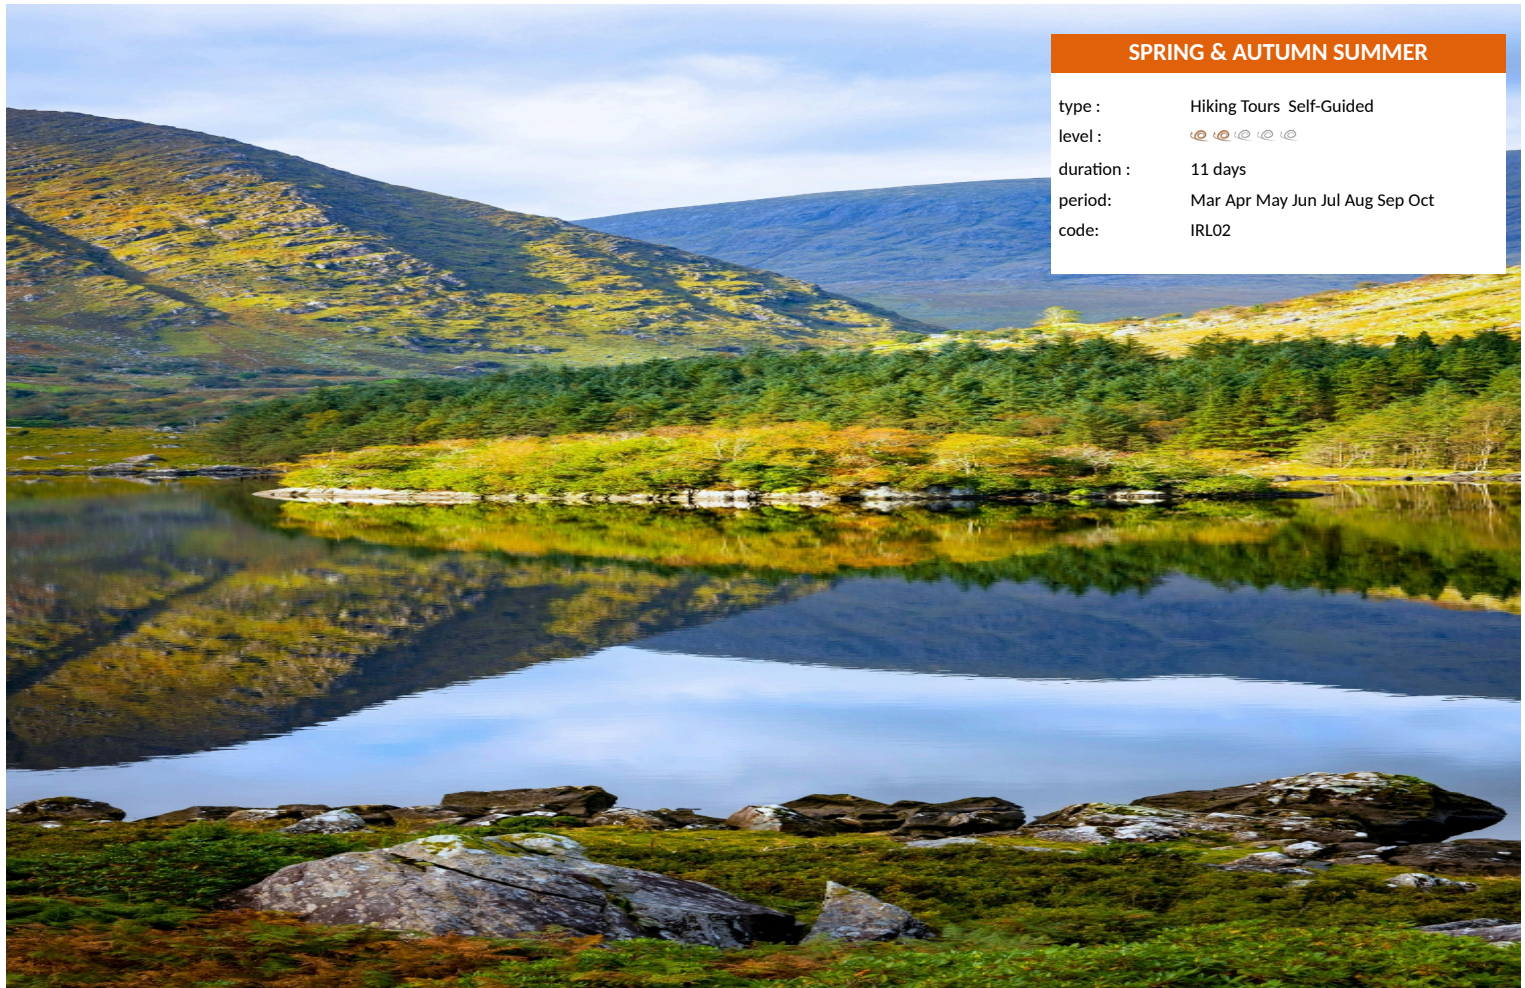 SPRING & AUTUMN SUMMER
type : Hiking Tours  Self-Guided
level :
duration : 11 days
period: Mar Apr May Jun Jul Aug Sep Oct
code: IRL02